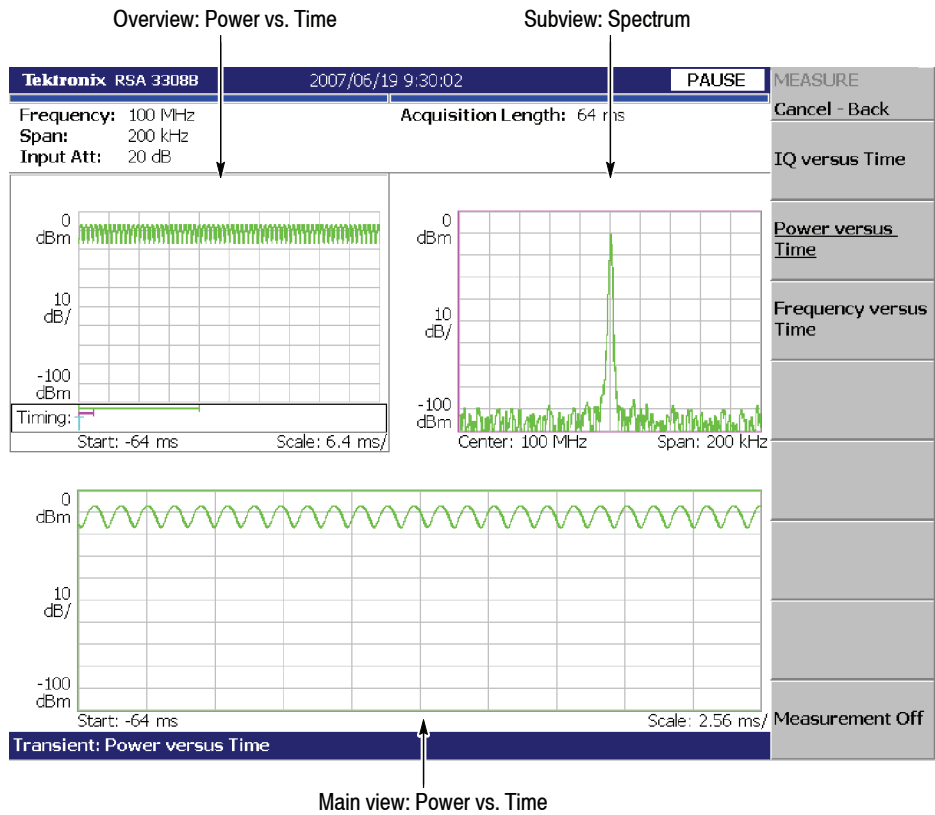 Overview: Power vs. Time
Subview: Spectrum
Tektronix RSA 3308B 2007/06/19 9:30:02 PAUSE
MEASURE
Cancel - Back
Frequency: 100 MHz
Span: 200 kHz
Input Att: 20 dB
Acquisition Length: 64 ms
IQ versus Time
Power versus
Time
Frequency versus
Time
Measurement Off
0
dBm
10
dB/
-100
dBm
Timing:
Start: -64 ms
Scale: 6.4 ms/
0
dBm
10
dB/
-100
dBm
Center: 100 MHz
Span: 200 kHz
0
dBm
10
dB/
-100
dBm
Start: -64 ms
Scale: 2.56 ms/
Transient: Power versus Time
Main view: Power vs. Time